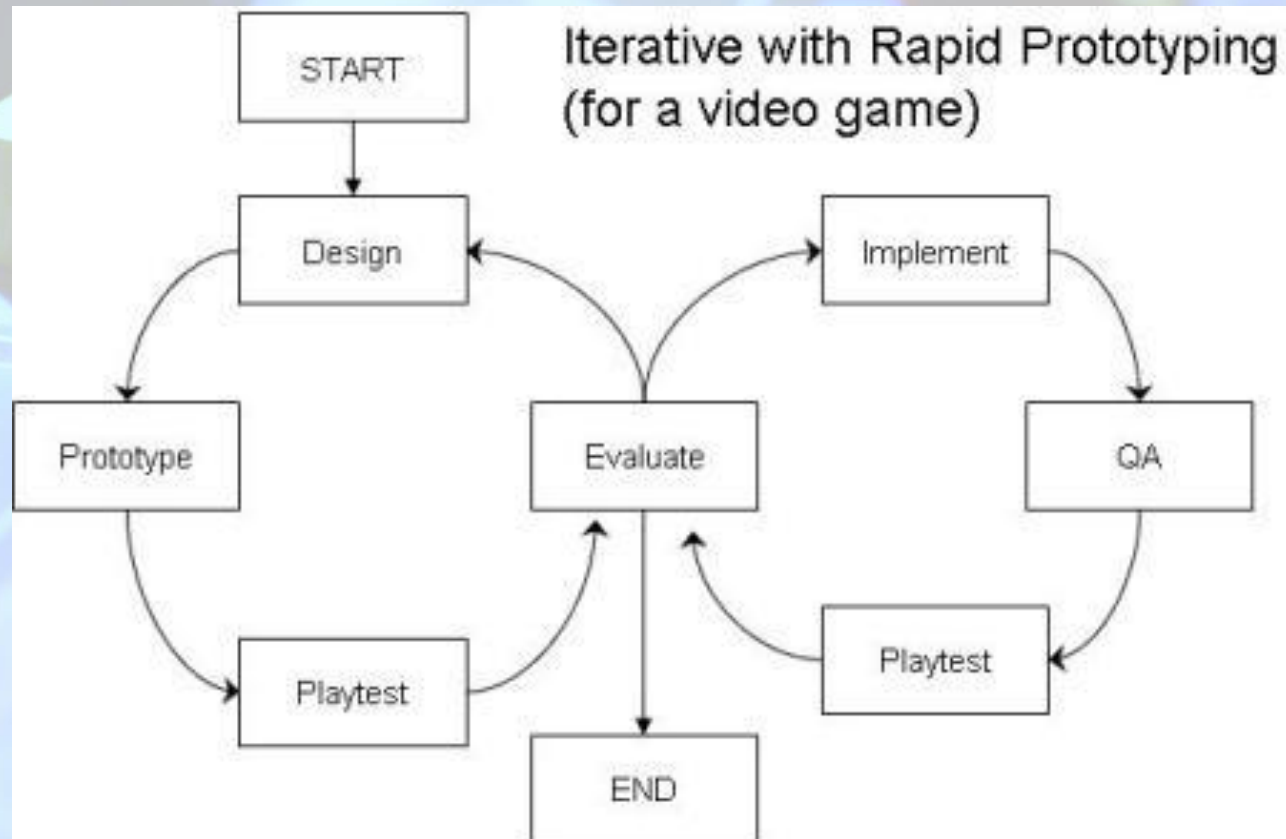 START
Iterative with Rapid Prototyping
(for a video game)
Design
Implement
Prototype
Evaluate
QA
Playtest
Playtest
END